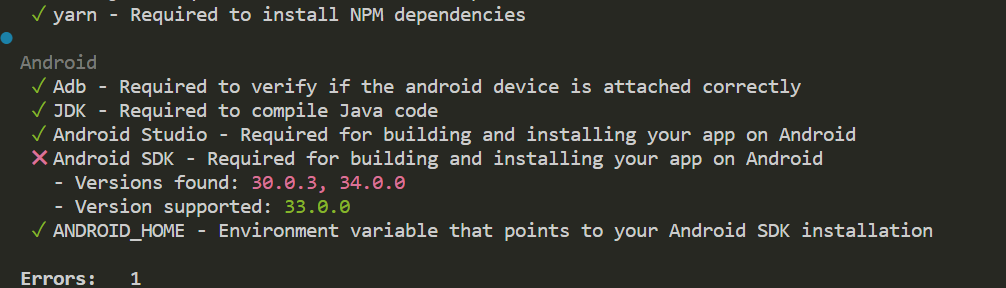 ✓ yarn - Required to install NPM dependencies
Android
✓ Adb - Required to verify if the android device is attached correctly
✓ JDK - Required to compile Java code
✓ Android Studio - Required for building and installing your app on Android
✖ Android SDK - Required for building and installing your app on Android
- Versions found: 30.0.3, 34.0.0
- Version supported: 33.0.0
✓ ANDROID_HOME - Environment variable that points to your Android SDK installation
Errors: 1